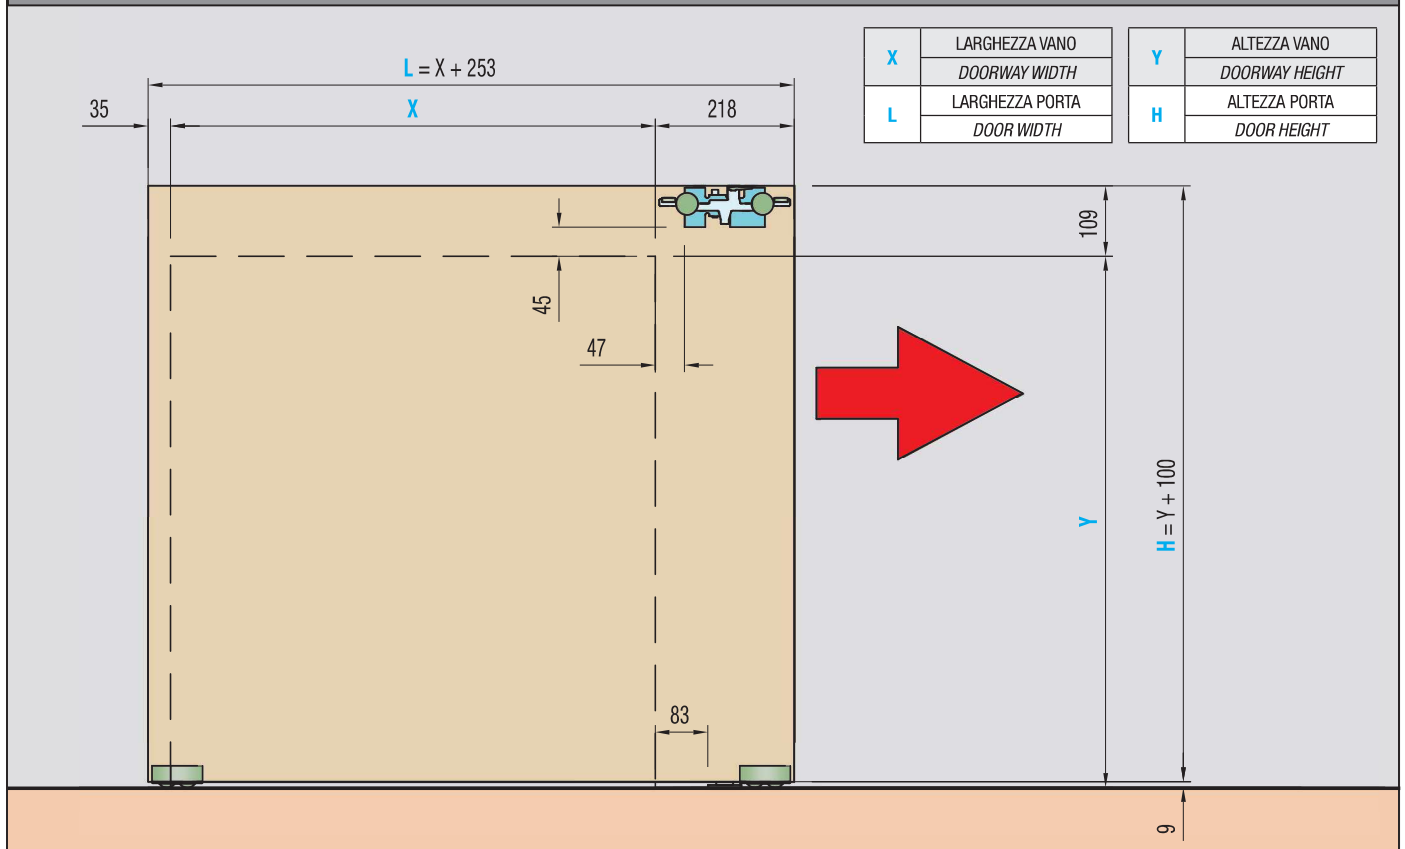 X
LARGHEZZA VANO
DOORWAY WIDTH
L
LARGHEZZA PORTA
DOOR WIDTH
Y
ALTEZZA VANO
DOORWAY HEIGHT
H
ALTEZZA PORTA
DOOR HEIGHT
L = X + 253
35
X
218
109
45
47
Y
H = Y + 100
83
9